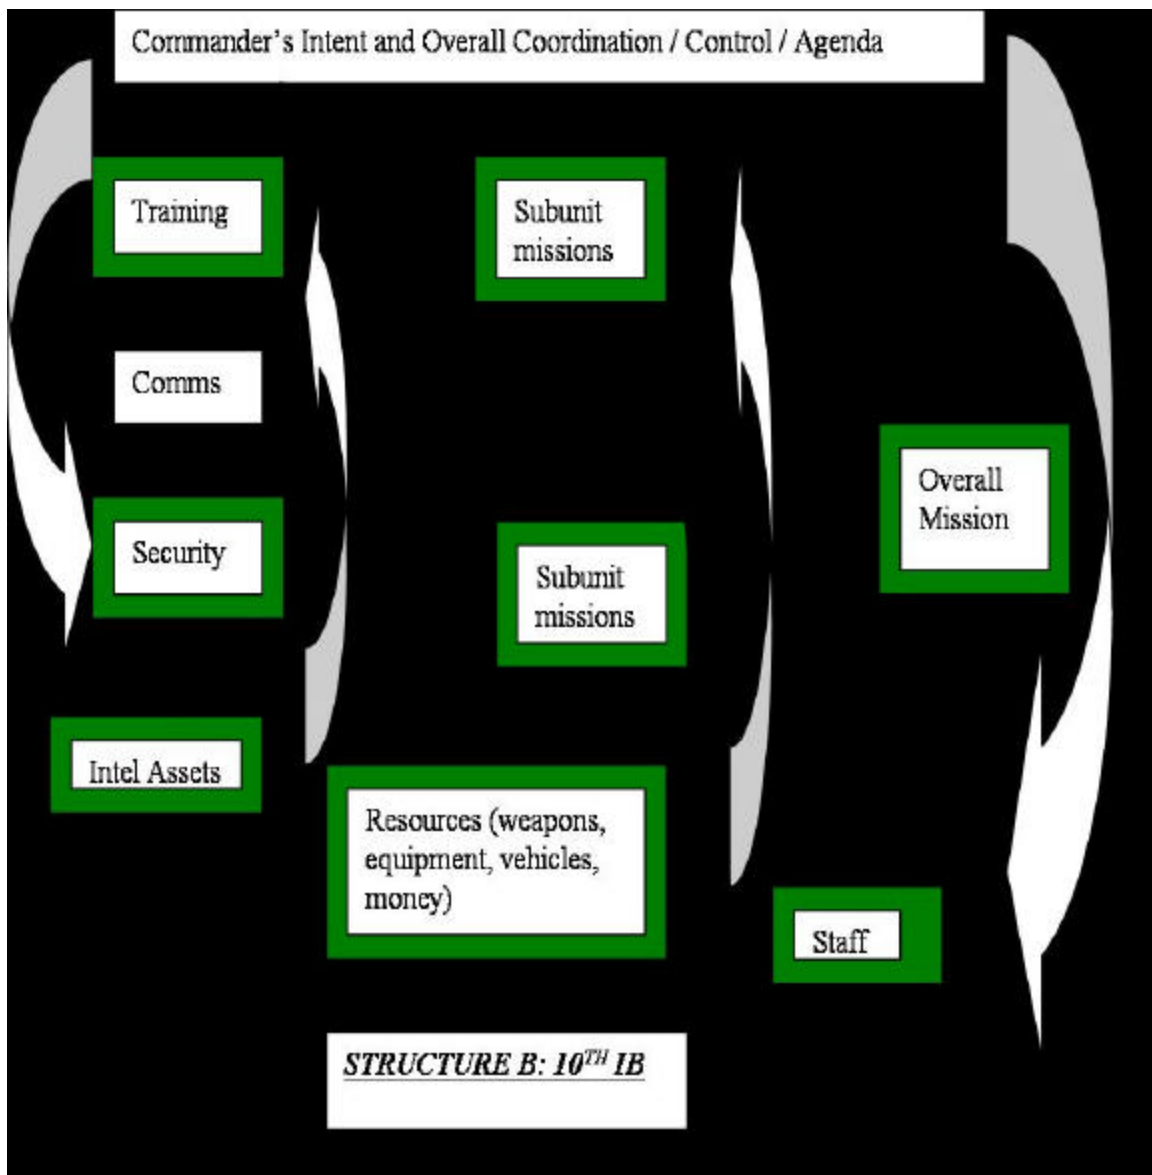 Commander's Intent and Overall Coordination / Control / Agenda
Training
Subunit
missions
Comms
Overall
Mission
Security
Subunit
missions
Intel Assets
Resources (weapons,
equipment, vehicles,
money)
Staff
STRUCTURE B: 10TH IB